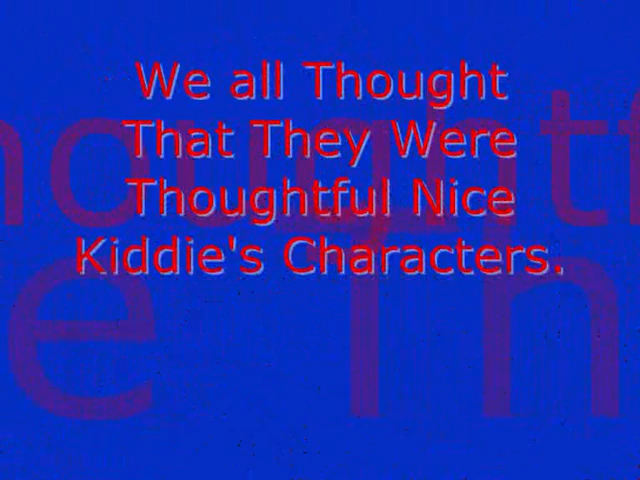 We all Thought
That They Were
Thoughtful Nice
Kiddie's Characters.